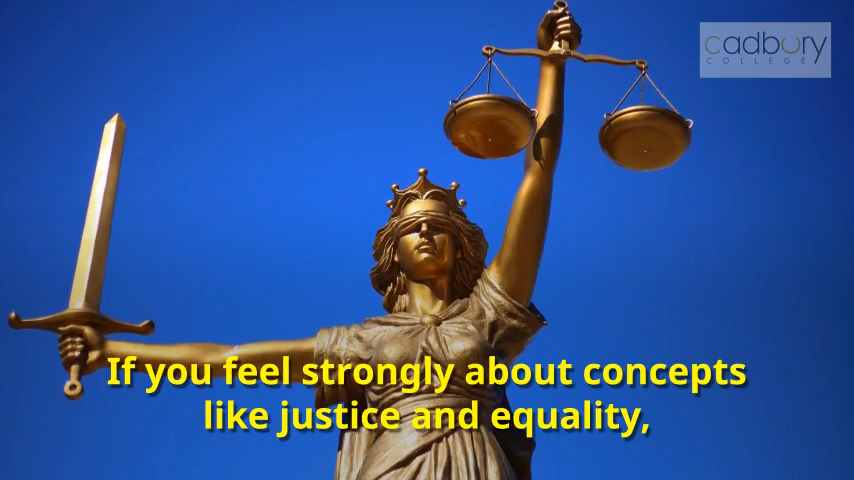 cadbury
COLLEGE
If you feel strongly about concepts
like justice and equality,